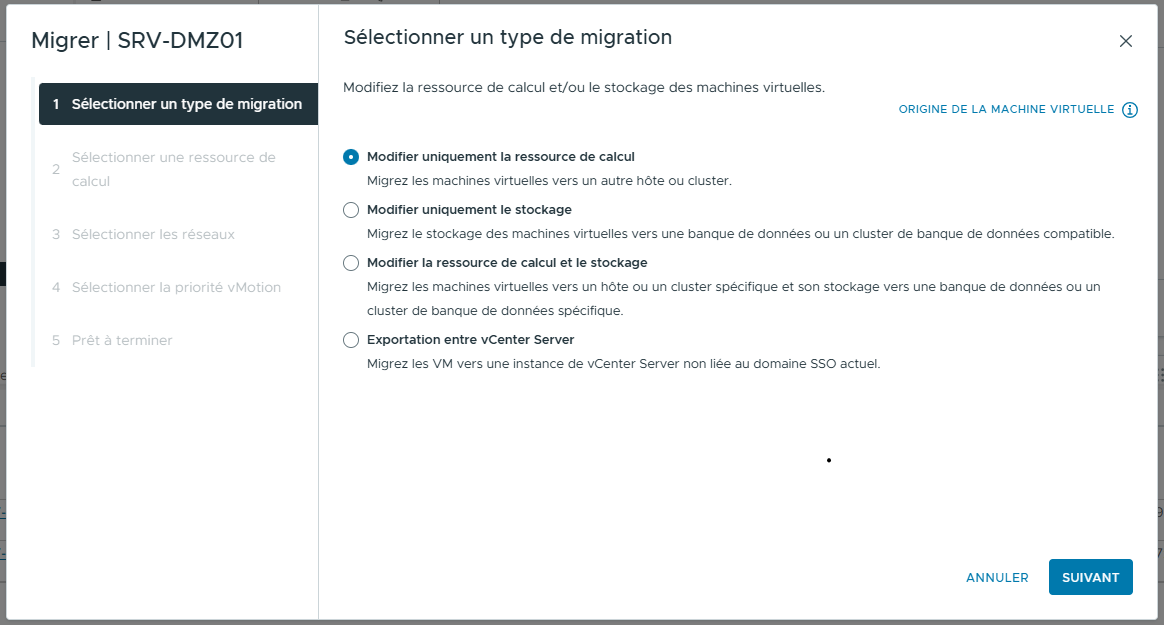 Migrer | SRV-DMZ01
1 Sélectionner un type de migration
2 Sélectionner une ressource de
calcul
3 Sélectionner les réseaux
4 Sélectionner la priorité vMotion
5 Prêt à terminer
Sélectionner un type de migration
Modifiez la ressource de calcul et/ou le stockage des machines virtuelles.
ORIGINE DE LA MACHINE VIRTUELLE
Modifier uniquement la ressource de calcul
Migrez les machines virtuelles vers un autre hôte ou cluster.
Modifier uniquement le stockage
Migrez le stockage des machines virtuelles vers une banque de données ou un cluster de banque de données compatible.
Modifier la ressource de calcul et le stockage
Migrez les machines virtuelles vers un hôte ou un cluster spécifique et son stockage vers une banque de données ou un
cluster de banque de données spécifique.
Exportation entre vCenter Server
Migrez les VM vers une instance de vCenter Server non liée au domaine SSO actuel.
ANNULER
SUIVANT